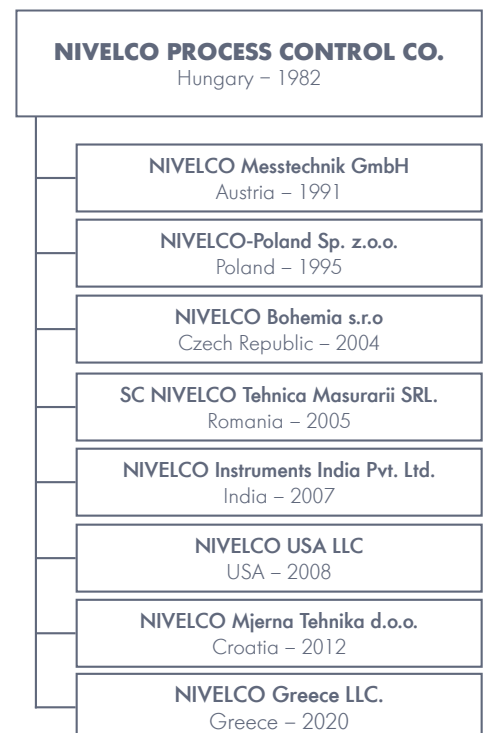 NIVELCO PROCESS CONTROL CO.
Hungary – 1982
NIVELCO Messtechnik GmbH
Austria – 1991
NIVELCO-Poland Sp. z.o.o.
Poland – 1995
NIVELCO Bohemia s.r.o
Czech Republic – 2004
SC NIVELCO Tehnica Masurarii SRL.
Romania – 2005
NIVELCO Instruments India Pvt. Ltd.
India – 2007
NIVELCO USA LLC
USA – 2008
NIVELCO Mjerna Tehnika d.o.o.
Croatia – 2012
NIVELCO Greece LLC.
Greece – 2020